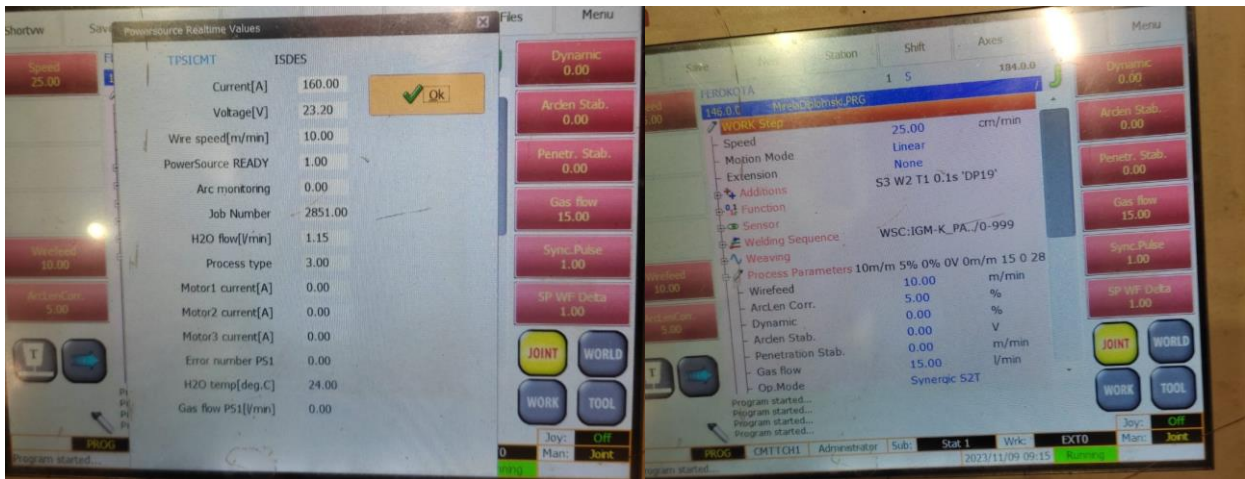 Shortvw
Files
Menu
Powersource Realtime Values
TPSICMT ISDES
Current[A] 160.00
Ok
Voltage[V] 23.20
Wire speed[m/min] 10.00
PowerSource READY 1.00
Arc monitoring 0.00
Job Number 2851.00
H2O flow[l/min] 1.15
Process type 3.00
Motor1 current[A] 0.00
Motor2 current[A] 0.00
Motor3 current[A] 0.00
Error number PS1 0.00
H2O temp[deg.C] 24.00
Gas flow PS1[l/min] 0.00
Speed
25.00
Wirefeed
10.00
ArcLenCorr.
5.00
T
Dynamic
0.00
Arclen Stab.
0.00
Penetr. Stab.
0.00
Gas flow
15.00
Sync.Pulse
1.00
SP WF Delta
1.00
JOINT WORLD
WORK TOOL
Joy: Off
Man: Joint
PROG
Program started...
Save
Station
Shift
Axes
Menu
FEROKOTA
1 5
184.0.0
WORK Step
Speed 25.00 cm/min
Motion Mode Linear
Extension None
Additions S3 W2 T1 0.1s 'DP19'
Function
Sensor
Welding Sequence WSC:IGM-K_PA../0-999
Weaving
Process Parameters 10m/m 5% 0% 0V 0m/m 15 0 28
Wirefeed 10.00 m/min
ArcLen Corr. 5.00 %
Dynamic 0.00 %
Arclen Stab. 0.00 V
Penetration Stab. 0.00 m/min
Gas flow 15.00 l/min
Op.Mode Synergic S2T
Program started...
Program started...
Program started...
Program started...
Wirefeed
10.00
5.00
T
Dynamic
0.00
Arclen Stab.
0.00
Penetr. Stab.
0.00
Gas flow
15.00
Sync.Pulse
1.00
SP WF Delta
1.00
JOINT WORLD
WORK TOOL
Joy: Off
Man: Joint
PROG CMTTCH1 Administrator Sub: Stat 1 Wrk: EXT0
2023/11/09 09:15 Running